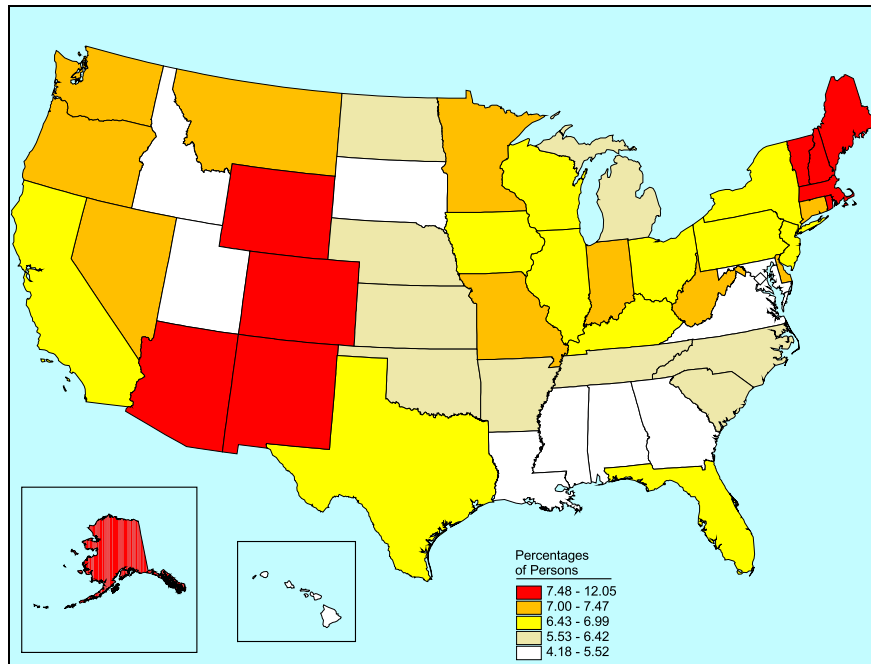 Percentages
of Persons
7.48 - 12.05
7.00 - 7.47
6.43 - 6.99
5.53 - 6.42
4.18 - 5.52